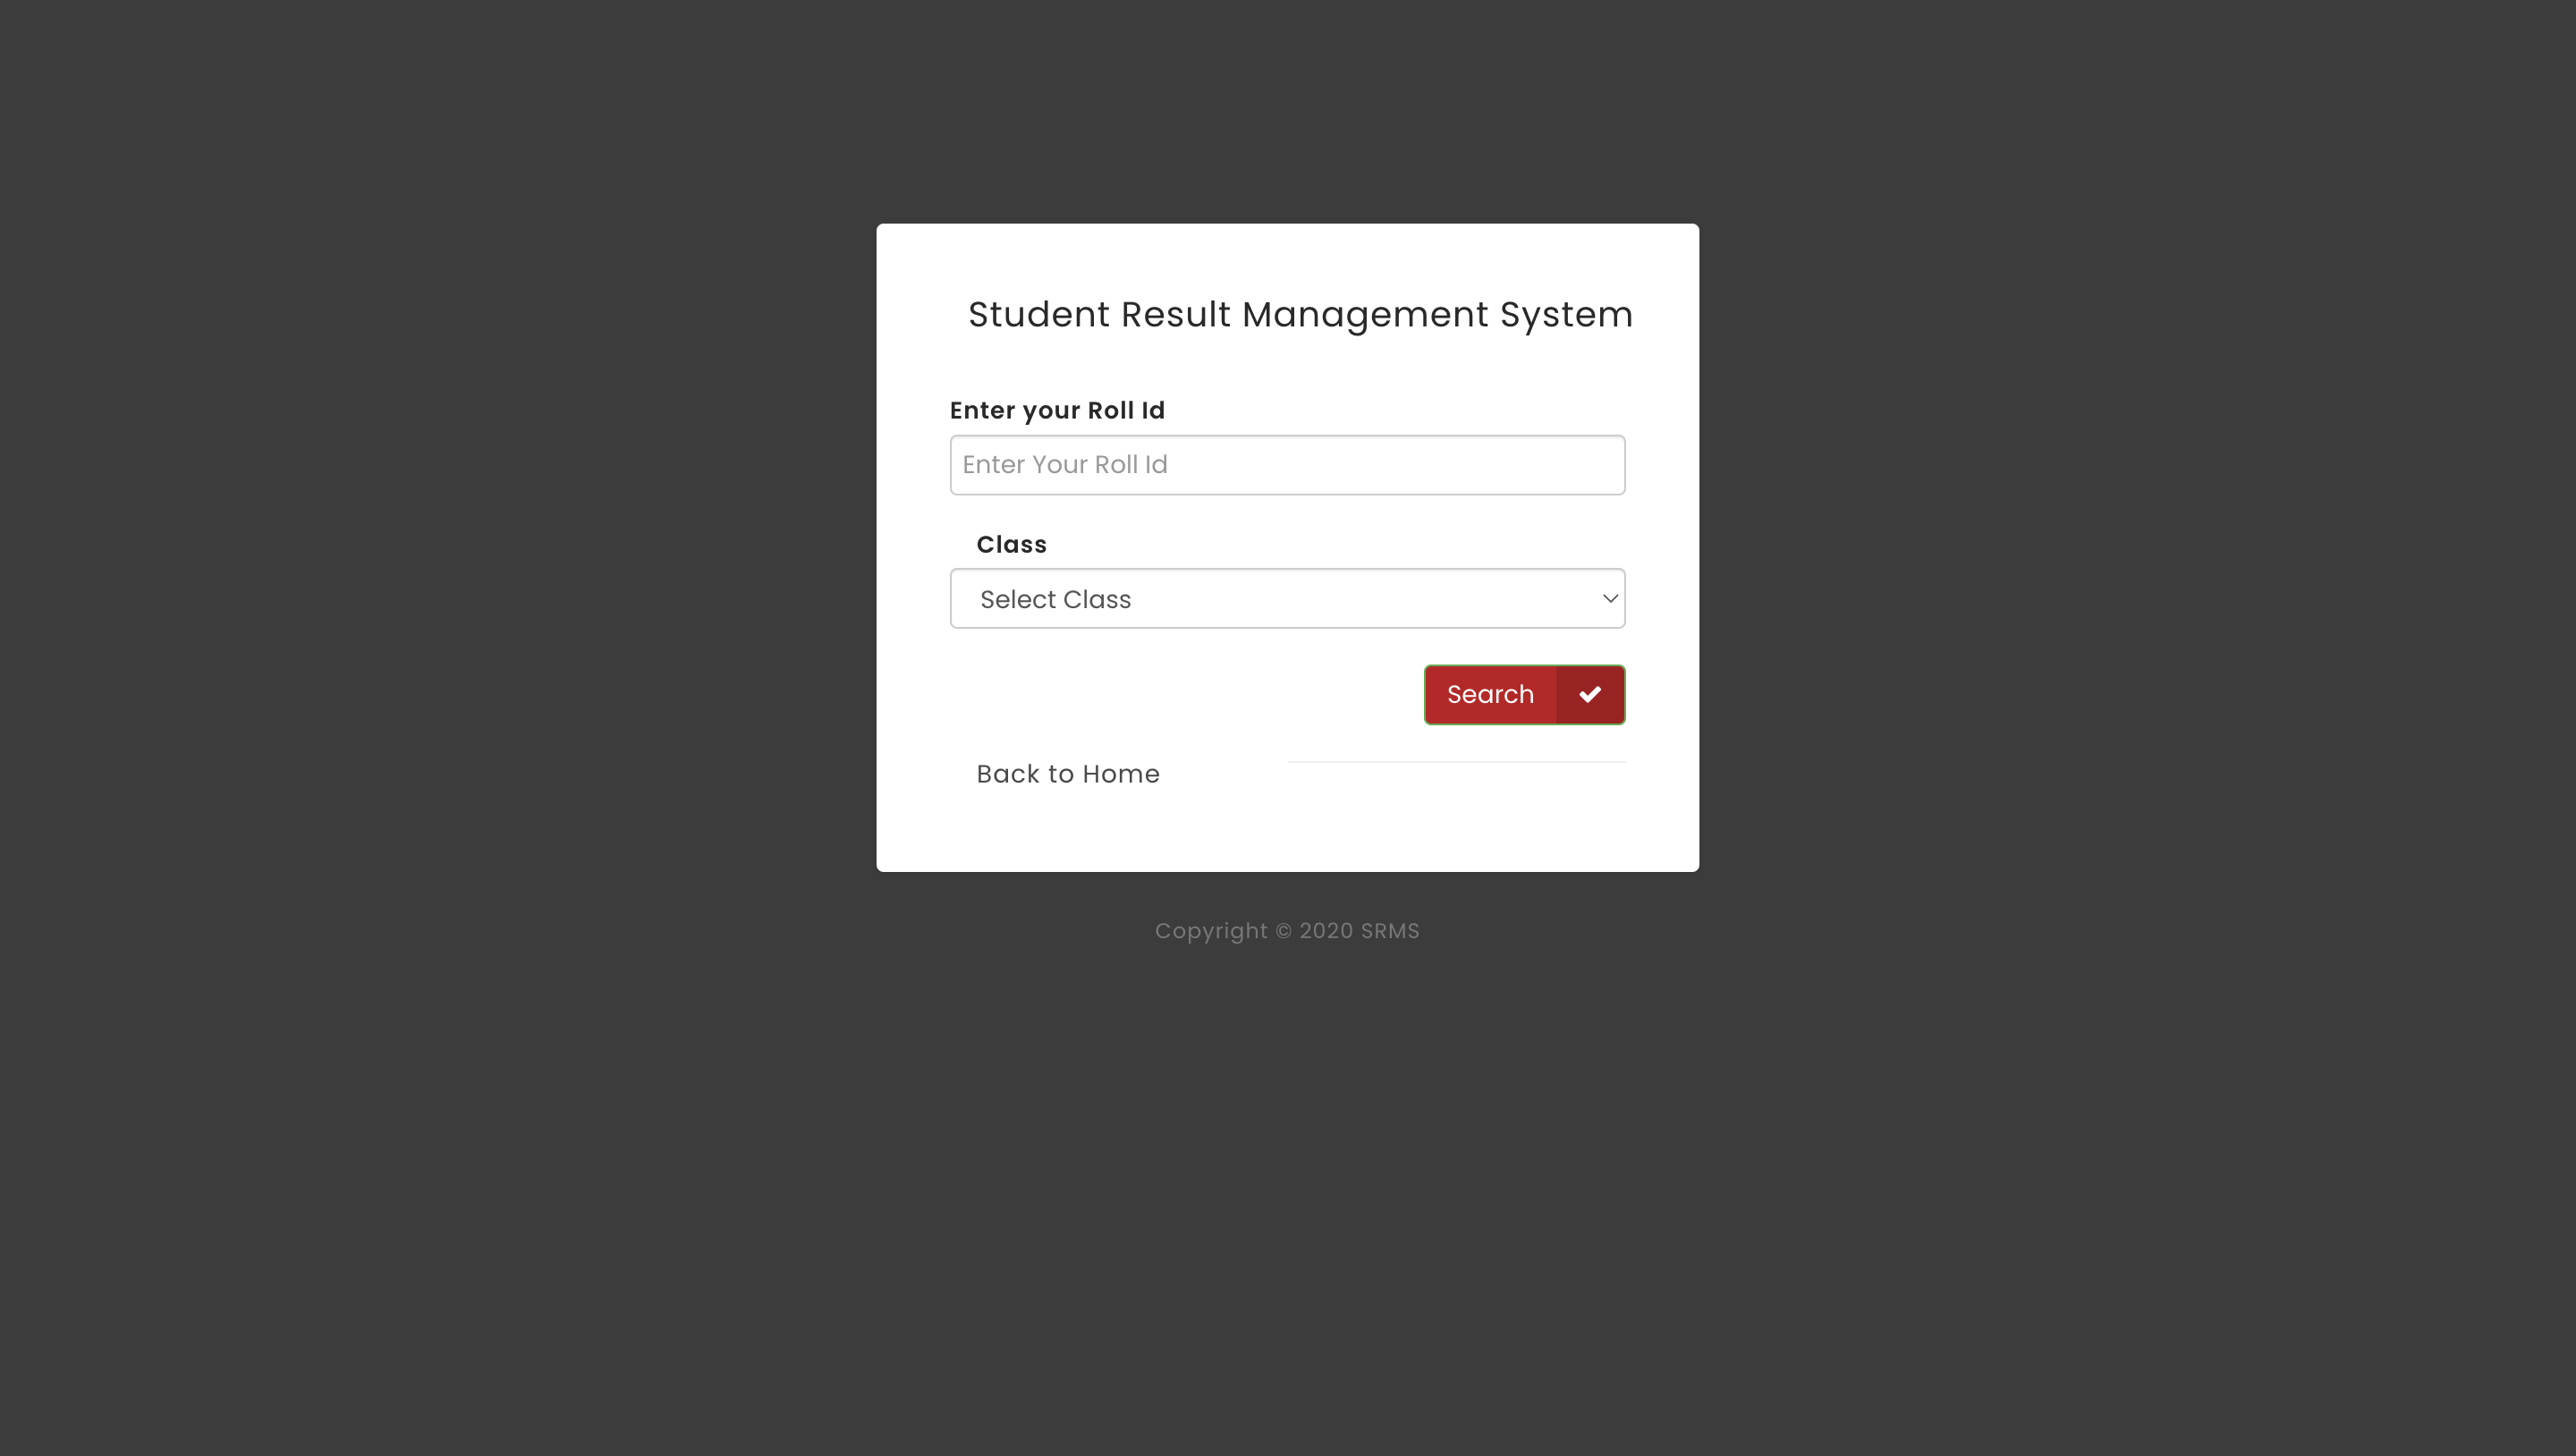 Student Result Management System
Enter your Roll Id
Enter Your Roll Id
Class
Select Class
Search
Back to Home
Copyright © 2020 SRMS